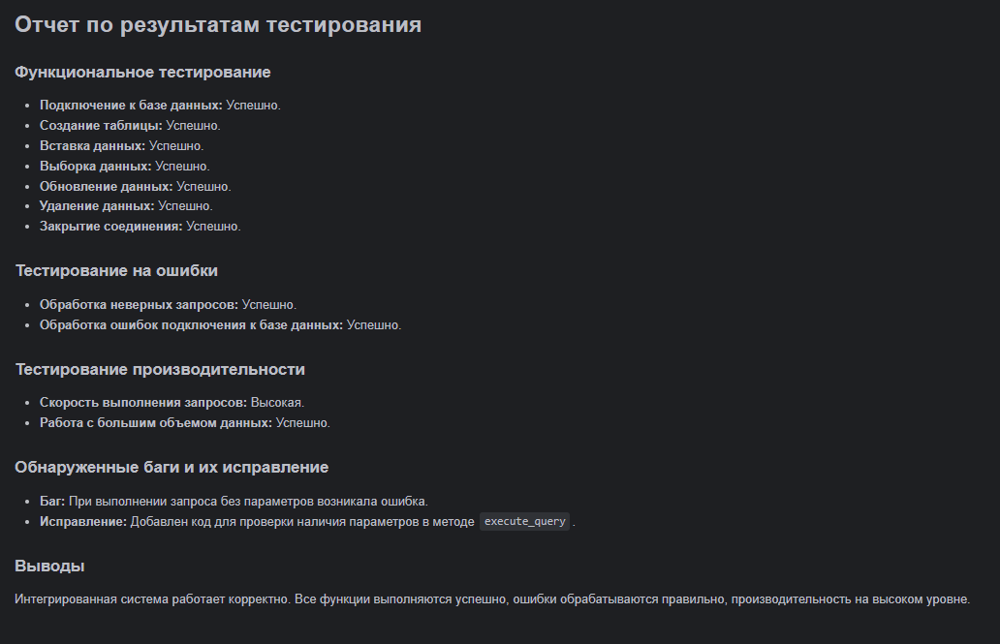 Отчет по результатам тестирования
Функциональное тестирование
• Подключение к базе данных: Успешно.
• Создание таблицы: Успешно.
• Вставка данных: Успешно.
• Выборка данных: Успешно.
• Обновление данных: Успешно.
• Удаление данных: Успешно.
• Закрытие соединения: Успешно.
Тестирование на ошибки
• Обработка неверных запросов: Успешно.
• Обработка ошибок подключения к базе данных: Успешно.
Тестирование производительности
• Скорость выполнения запросов: Высокая.
• Работа с большим объемом данных: Успешно.
Обнаруженные баги и их исправление
• Баг: При выполнении запроса без параметров возникала ошибка.
• Исправление: Добавлен код для проверки наличия параметров в методе execute_query .
Выводы
Интегрированная система работает корректно. Все функции выполняются успешно, ошибки обрабатываются правильно, производительность на высоком уровне.